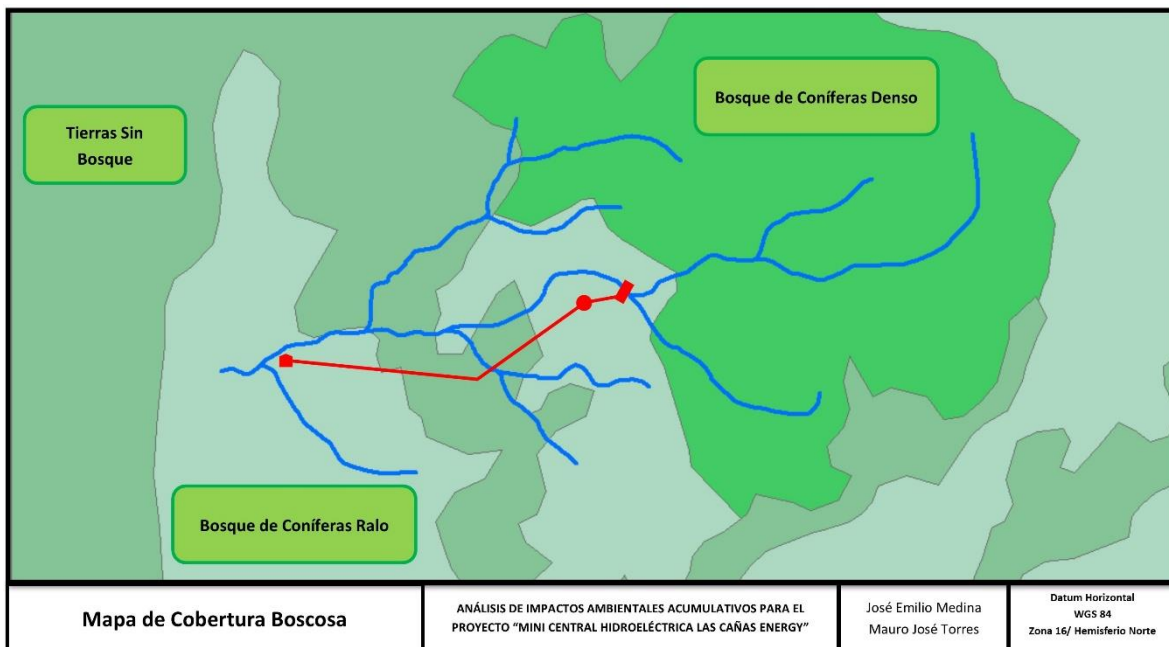 Bosque de Coníferas Denso
Tierras Sin
Bosque
Bosque de Coníferas Ralo
Mapa de Cobertura Boscosa
ANÁLISIS DE IMPACTOS AMBIENTALES ACUMULATIVOS PARA EL
PROYECTO “MINI CENTRAL HIDROELÉCTRICA LAS CAÑAS ENERGY”
José Emilio Medina
Mauro José Torres
Datum Horizontal
WGS 84
Zona 16/ Hemisferio Norte